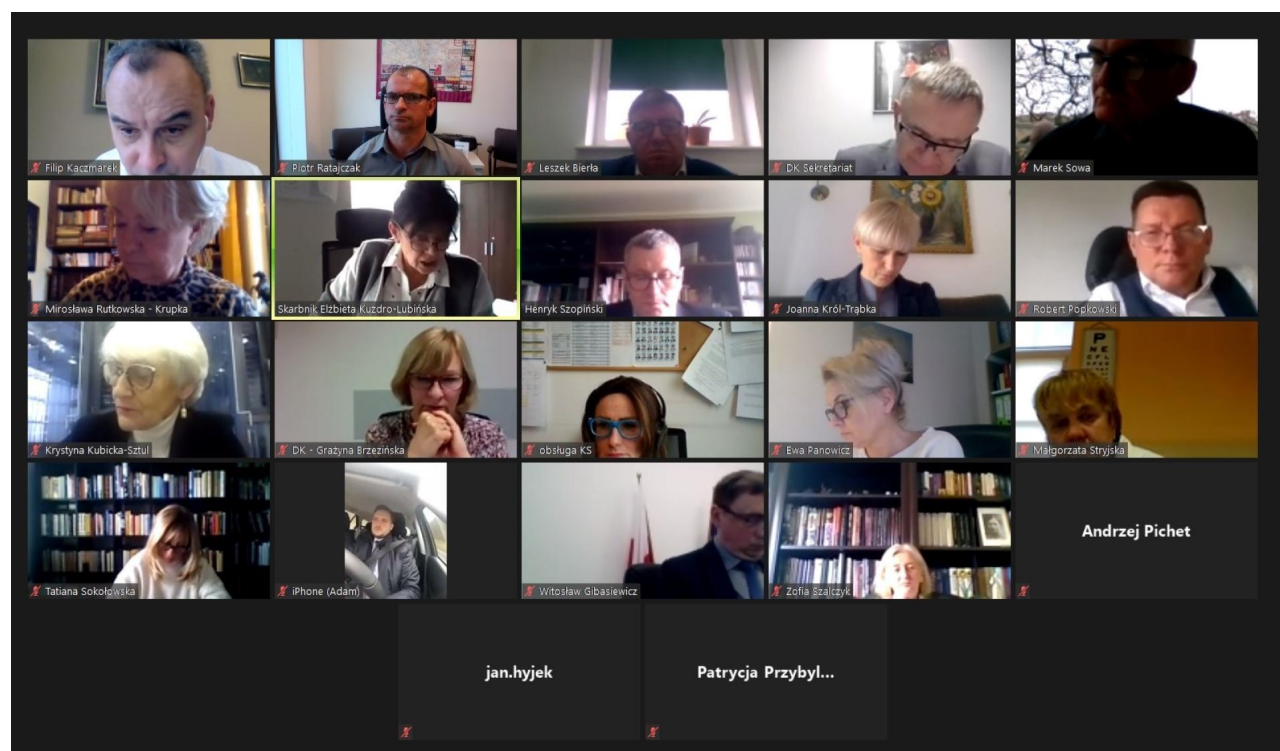 Filip Kaczmarek
Piotr Ratajczak
Leszek Bierła
DK Sekretariat
Marek Sowa
Mirosława Rutkowska - Krupka
Skarbnik Elżbieta Kuzdro-Lubińska
Henryk Szopiński
Joanna Król-Trąbka
Robert Popkowski
Krystyna Kubicka-Sztul
DK - Grażyna Brzezińska
obsługa KS
Ewa Panowicz
P
N E
Małgorzata Stryjska
Tatiana Sokołowska
iPhone (Adam)
Witosław Gibasiewicz
Zofia Szalczyk
Andrzej Pichet
jan.hyjek
Patrycja Przybyl...